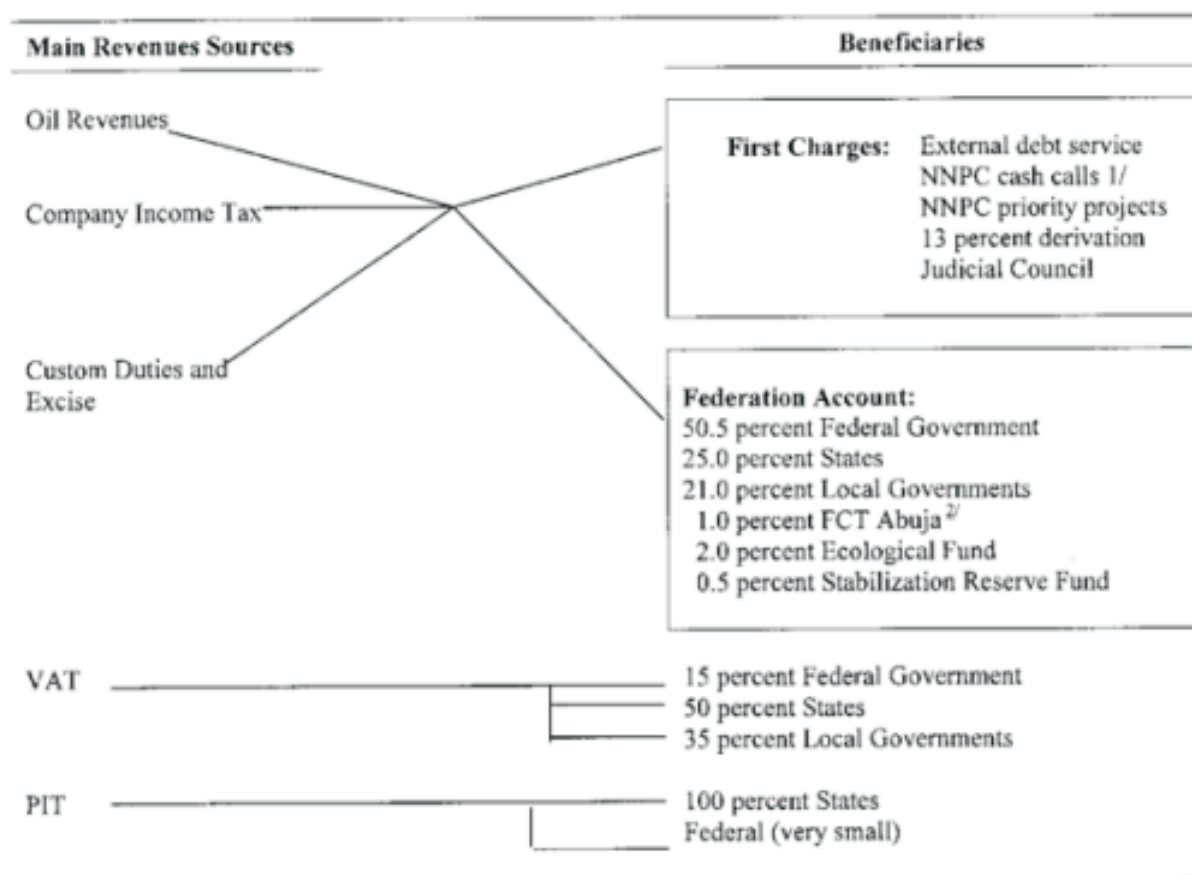 Main Revenues Sources
Beneficiaries
Oil Revenues
Company Income Tax
Custom Duties and
Excise
First Charges: External debt service
NNPC cash calls 1/
NNPC priority projects
13 percent derivation
Judicial Council
Federation Account:
50.5 percent Federal Government
25.0 percent States
21.0 percent Local Governments
1.0 percent FCT Abuja 2/
2.0 percent Ecological Fund
0.5 percent Stabilization Reserve Fund
VAT
15 percent Federal Government
50 percent States
35 percent Local Governments
PIT
100 percent States
Federal (very small)